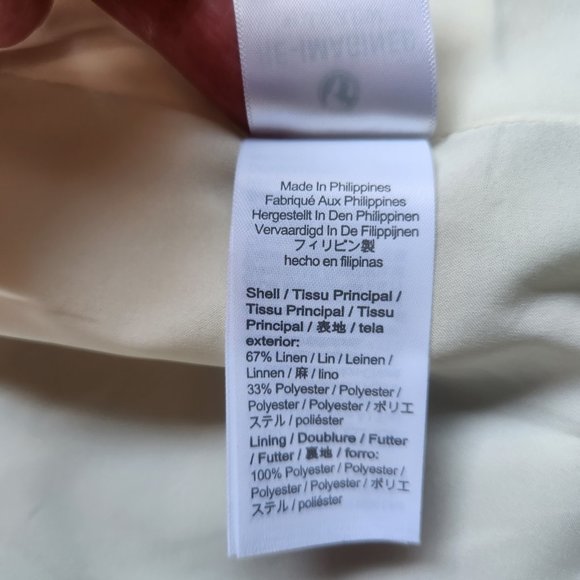 RE-IMAGINED
Made In Philippines
Fabriqué Aux Philippines
Hergestellt In Den Philippinen
Vervaardigd In De Filippijnen
フィリピン製
hecho en filipinas
Shell / Tissu Principal /
Tissu Principal / Tissu
Principal / 表地 / tela
exterior:
67% Linen / Lin / Leinen /
Linnen / 麻 / lino
33% Polyester / Polyester /
Polyester / Polyester / ポリエ
ステル / poliéster
Lining / Doublure / Futter
/ Futter / 裏地 / forro:
100% Polyester / Polyester
/ Polyester / Polyester / ポリエ
ステル / poliéster